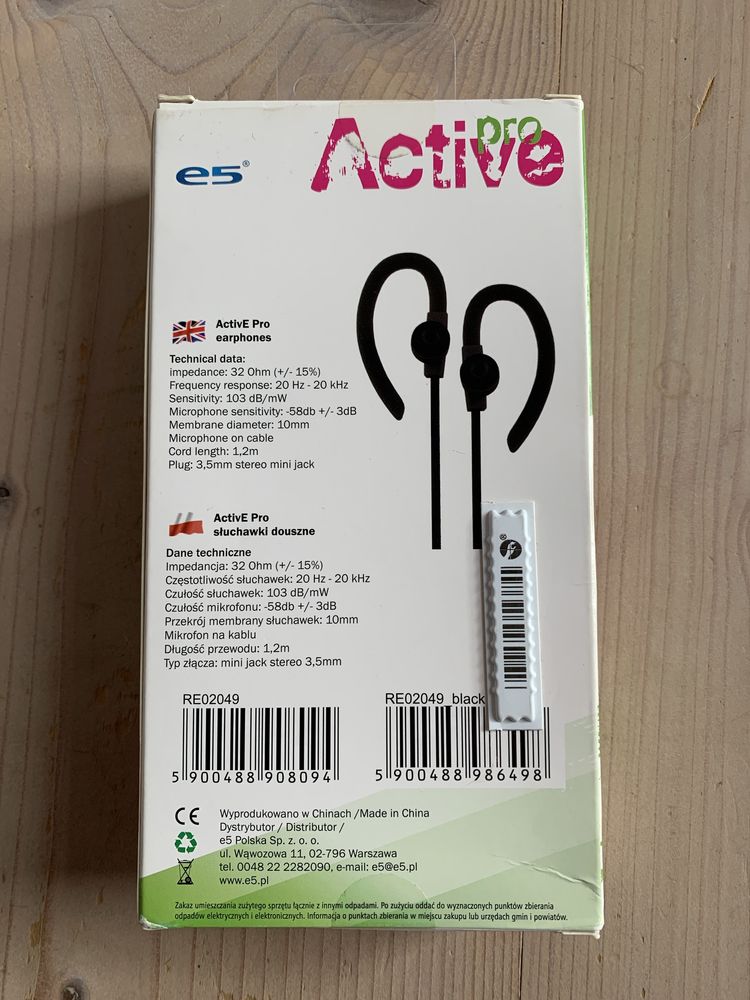 e5®
Active
pro
ActivE Pro
earphones
Technical data:
impedance: 32 Ohm (+/- 15%)
Frequency response: 20 Hz - 20 kHz
Sensitivity: 103 dB/mW
Microphone sensitivity: -58db +/- 3dB
Membrane diameter: 10mm
Microphone on cable
Cord length: 1,2m
Plug: 3,5mm stereo mini jack
ActivE Pro
słuchawki douszne
Dane techniczne
Impedancja: 32 Ohm (+/- 15%)
Częstotliwość słuchawek: 20 Hz - 20 kHz
Czułość słuchawek: 103 dB/mW
Czułość mikrofonu: -58db +/- 3dB
Przekrój membrany słuchawek: 10mm
Mikrofon na kablu
Długość przewodu: 1,2m
Typ złącza: mini jack stereo 3,5mm
RE02049
5 900488 908094
RE02049_black
5 900488 986498
CE
Wyprodukowano w Chinach /Made in China
Dystrybutor / Distributor /
e5 Polska Sp. z. o. o.
ul. Wąwozowa 11, 02-796 Warszawa
tel. 0048 22 2282090, e-mail: e5@e5.pl
www.e5.pl
Zakaz umieszczania zużytego sprzętu łącznie z innymi odpadami. Po zużyciu oddać do wyznaczonych punktów zbierania
odpadów elektrycznych i elektronicznych. Informacja o punktach zbierania w miejscu zakupu lub urzędach gmin i powiatów.